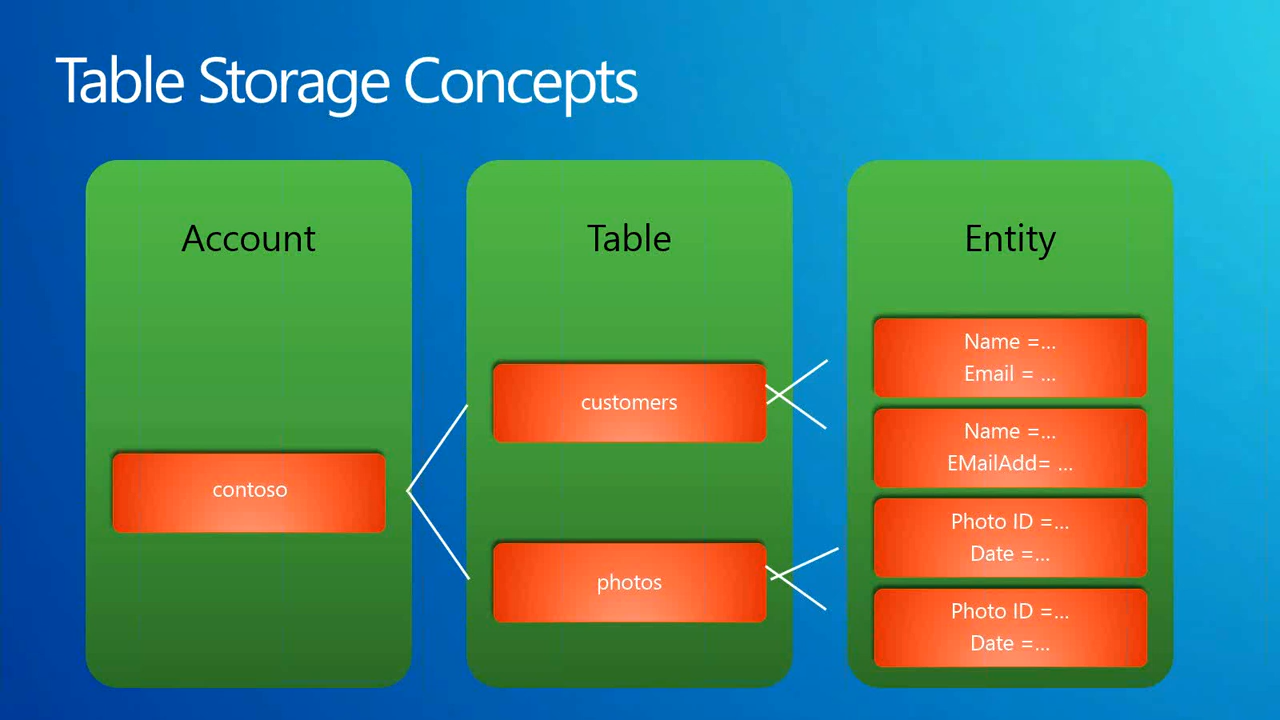 Table Storage Concepts
Account
contoso
Table
customers
photos
Entity
Name =...
Email = ...
Name =...
EMailAdd= ...
Photo ID =...
Date =...
Photo ID =...
Date =...